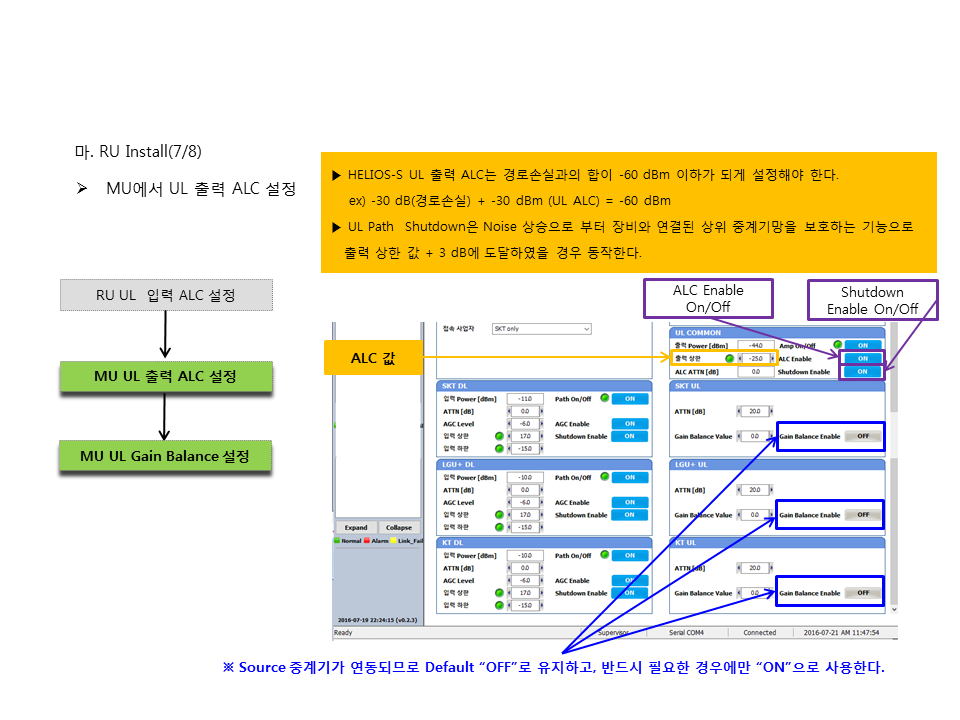 마. RU Install(7/8)
➢ MU에서 UL 출력 ALC 설정
▶ HELIOS-S UL 출력 ALC는 경로손실과의 합이 -60 dBm 이하가 되게 설정해야 한다.
ex) -30 dB(경로손실) + -30 dBm (UL ALC) = -60 dBm
▶ UL Path Shutdown은 Noise 상승으로 부터 장비와 연결된 상위 중계기망을 보호하는 기능으로
출력 상한 값 + 3 dB에 도달하였을 경우 동작한다.
RU UL 입력 ALC 설정
MU UL 출력 ALC 설정
MU UL Gain Balance 설정
ALC Enable
On/Off
Shutdown
Enable On/Off
ALC 값
접속 사업자 SKT only
UL COMMON
출력 Power [dBm] -44.0 Amp On/Off ON
출력 상한 -25.0 ALC Enable ON
ALC ATTN [dB] 0.0 Shutdown Enable ON
SKT DL
입력 Power [dBm] -11.0 Path On/Off ON
ATTN [dB] 0.0
AGC Level -6.0 AGC Enable ON
입력 상한 17.0 Shutdown Enable ON
입력 하한 -15.0
SKT UL
ATTN [dB] 20.0
Gain Balance Value 0.0 Gain Balance Enable OFF
LGU+ DL
입력 Power [dBm] -10.0 Path On/Off ON
ATTN [dB] 0.0
AGC Level -6.0 AGC Enable ON
입력 상한 17.0 Shutdown Enable ON
입력 하한 -15.0
LGU+ UL
ATTN [dB] 20.0
Gain Balance Value 0.0 Gain Balance Enable OFF
KT DL
입력 Power [dBm] -10.0 Path On/Off ON
ATTN [dB] 0.0
AGC Level -6.0 AGC Enable ON
입력 상한 17.0 Shutdown Enable ON
입력 하한 -15.0
KT UL
ATTN [dB] 20.0
Gain Balance Value 0.0 Gain Balance Enable OFF
Expand Collapse
Normal Alarm Link_Fail
2016-07-19 22:24:15 (v0.2.3)
Ready Supervisor Serial COM4 Connected 2016-07-21 AM 11:47:54
※ Source 중계기가 연동되므로 Default “OFF”로 유지하고, 반드시 필요한 경우에만 “ON”으로 사용한다.